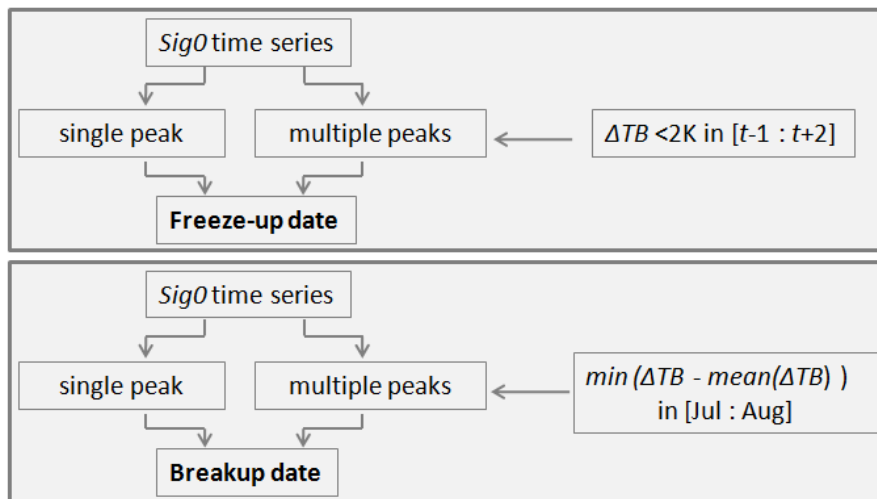 Sig0 time series
single peak
multiple peaks
ΔTB <2K in [t-1 : t+2]
Freeze-up date
Sig0 time series
single peak
multiple peaks
min (ΔTB - mean(ΔTB) )
in [Jul : Aug]
Breakup date